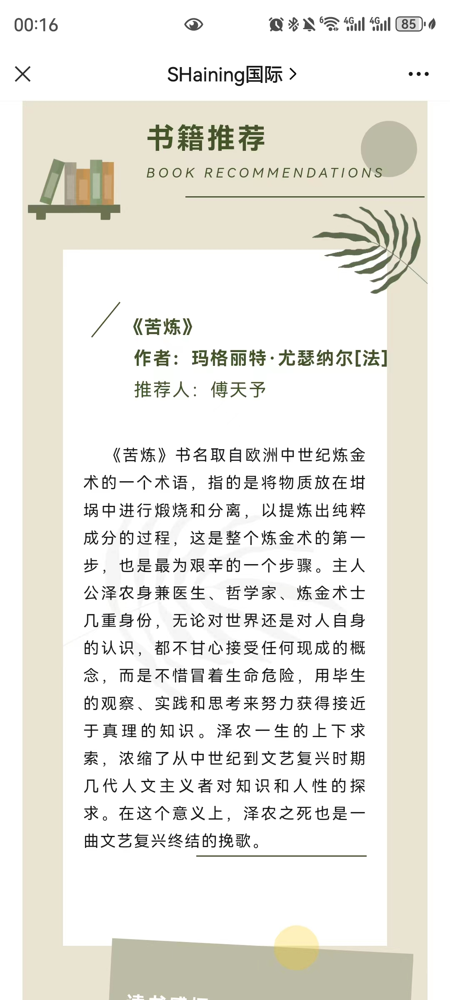 00:16
6 4G 4G 85
SHaining国际
书籍推荐
BOOK RECOMMENDATIONS
《苦炼》
作者：玛格丽特·尤瑟纳尔[法]
推荐人：傅天予
《苦炼》书名取自欧洲中世纪炼金
术的一个术语，指的是将物质放在坩
埚中进行煅烧和分离，以提炼出纯粹
成分的过程，这是整个炼金术的第一
步，也是最为艰辛的一个步骤。主人
公泽农身兼医生、哲学家、炼金术士
几重身份，无论对世界还是对人自身
的认识，都不甘心接受任何现成的概
念，而是不惜冒着生命危险，用毕生
的观察、实践和思考来努力获得接近
于真理的知识。泽农一生的上下求
索，浓缩了从中世纪到文艺复兴时期
几代人文主义者对知识和人性的探
求。在这个意义上，泽农之死也是一
曲文艺复兴终结的挽歌。